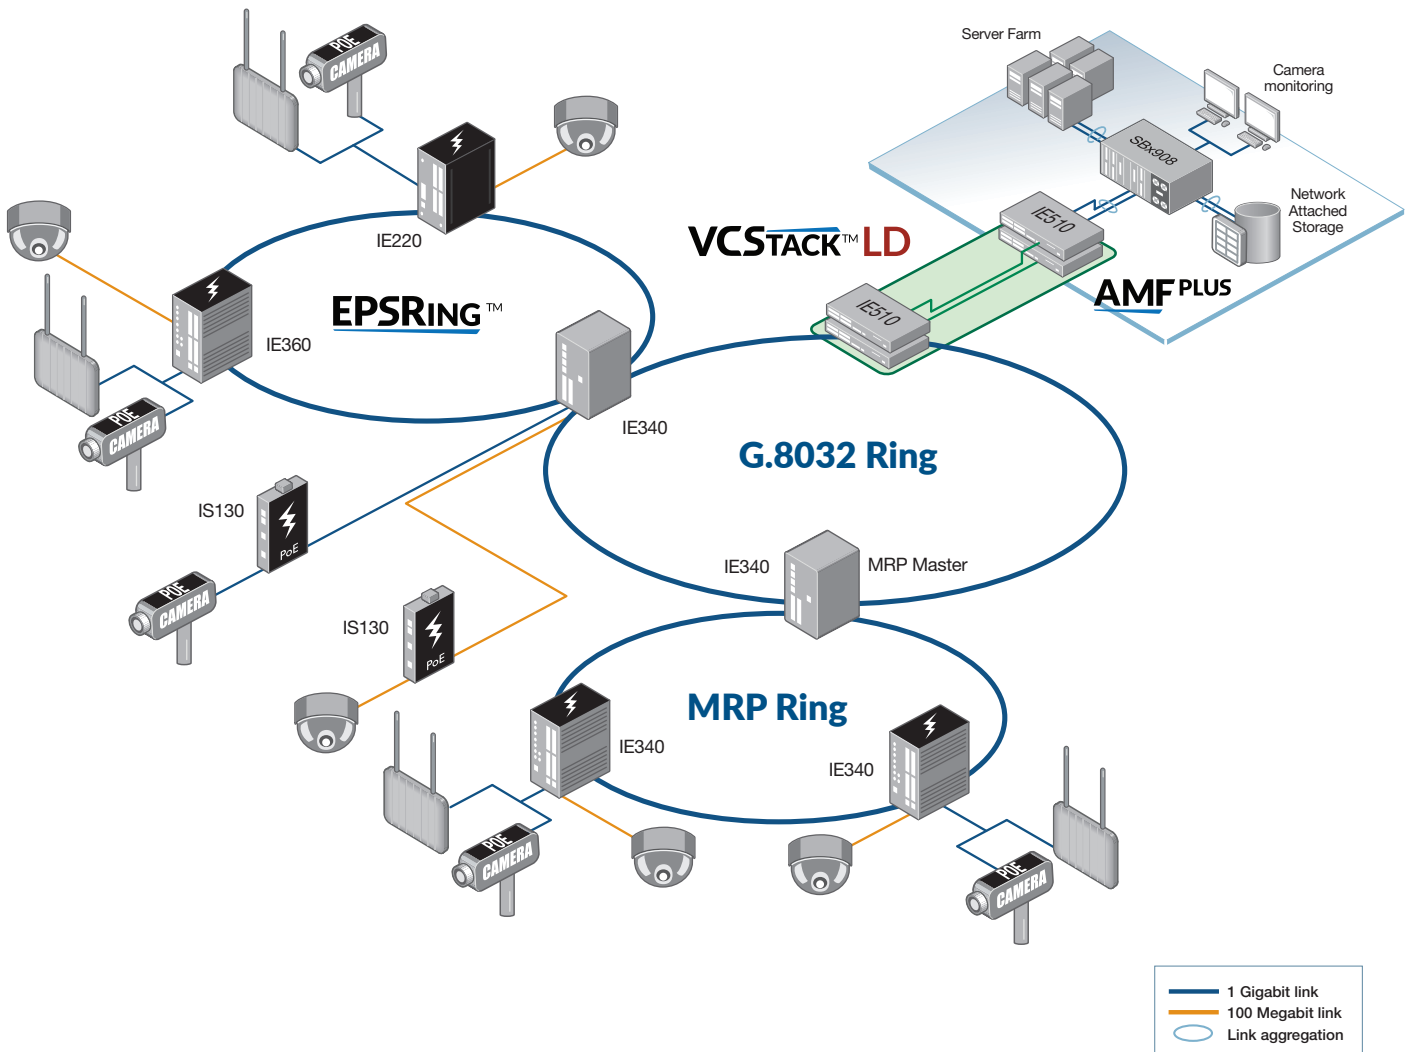 POE
CAMERA
Server Farm
Camera
monitoring
SBx908
Network
Attached
Storage
IE510
VCSTACK™ LD
AMF PLUS
IE510
IE220
EPSRING™
IE360
IE340
POE
CAMERA
G.8032 Ring
IS130
PoE
IE340
MRP Master
POE
CAMERA
IS130
PoE
MRP Ring
IE340
IE340
POE
CAMERA
POE
CAMERA
1 Gigabit link
100 Megabit link
Link aggregation